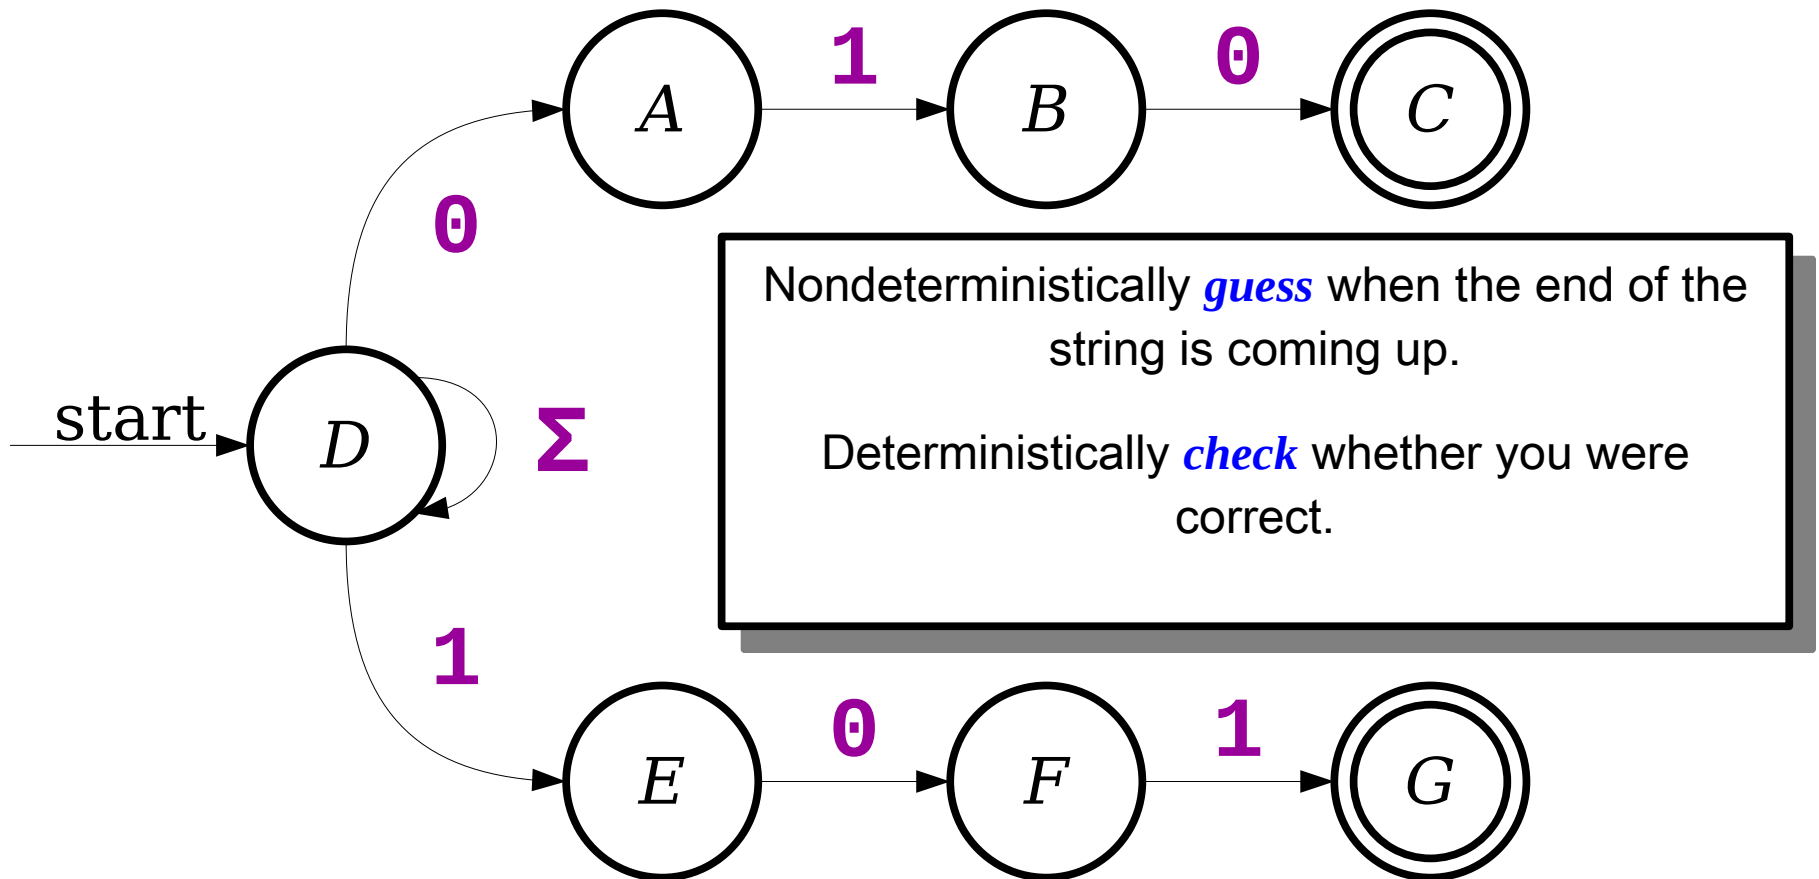 A 1 B 0 C
0
Nondeterministically guess when the end of the
string is coming up.
start D Σ
Deterministically check whether you were
correct.
1
E 0 F 1 G